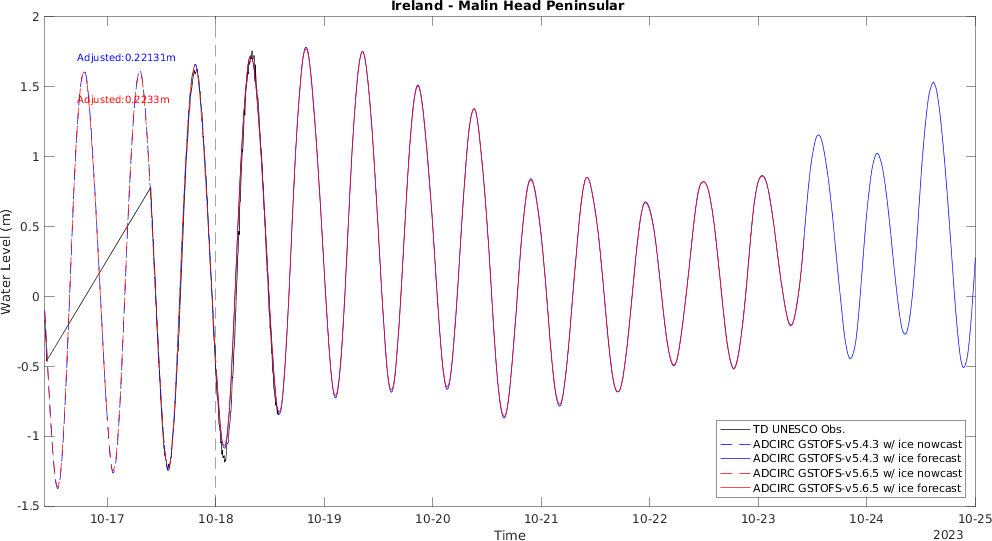 Ireland - Malin Head Peninsular
2
1.5
1
0.5
0
-0.5
-1
-1.5
Water Level (m)
Adjusted:0.22131m
Adjusted:0.2233m
TD UNESCO Obs.
ADCIRC GSTOFS-v5.4.3 w/ ice nowcast
ADCIRC GSTOFS-v5.4.3 w/ ice forecast
ADCIRC GSTOFS-v5.6.5 w/ ice nowcast
ADCIRC GSTOFS-v5.6.5 w/ ice forecast
10-17 10-18 10-19 10-20 10-21 10-22 10-23 10-24 10-25
Time
2023